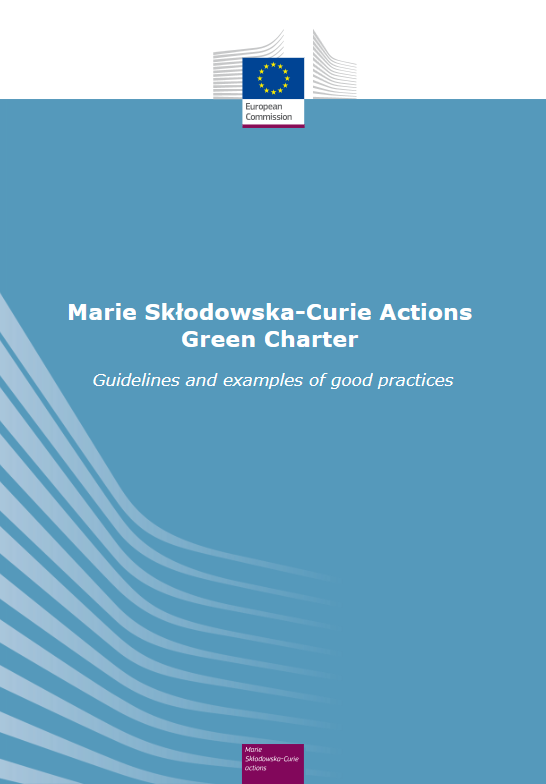 European
Commission
Marie Skłodowska-Curie Actions
Green Charter
Guidelines and examples of good practices
Marie
Skłodowska-Curie
actions